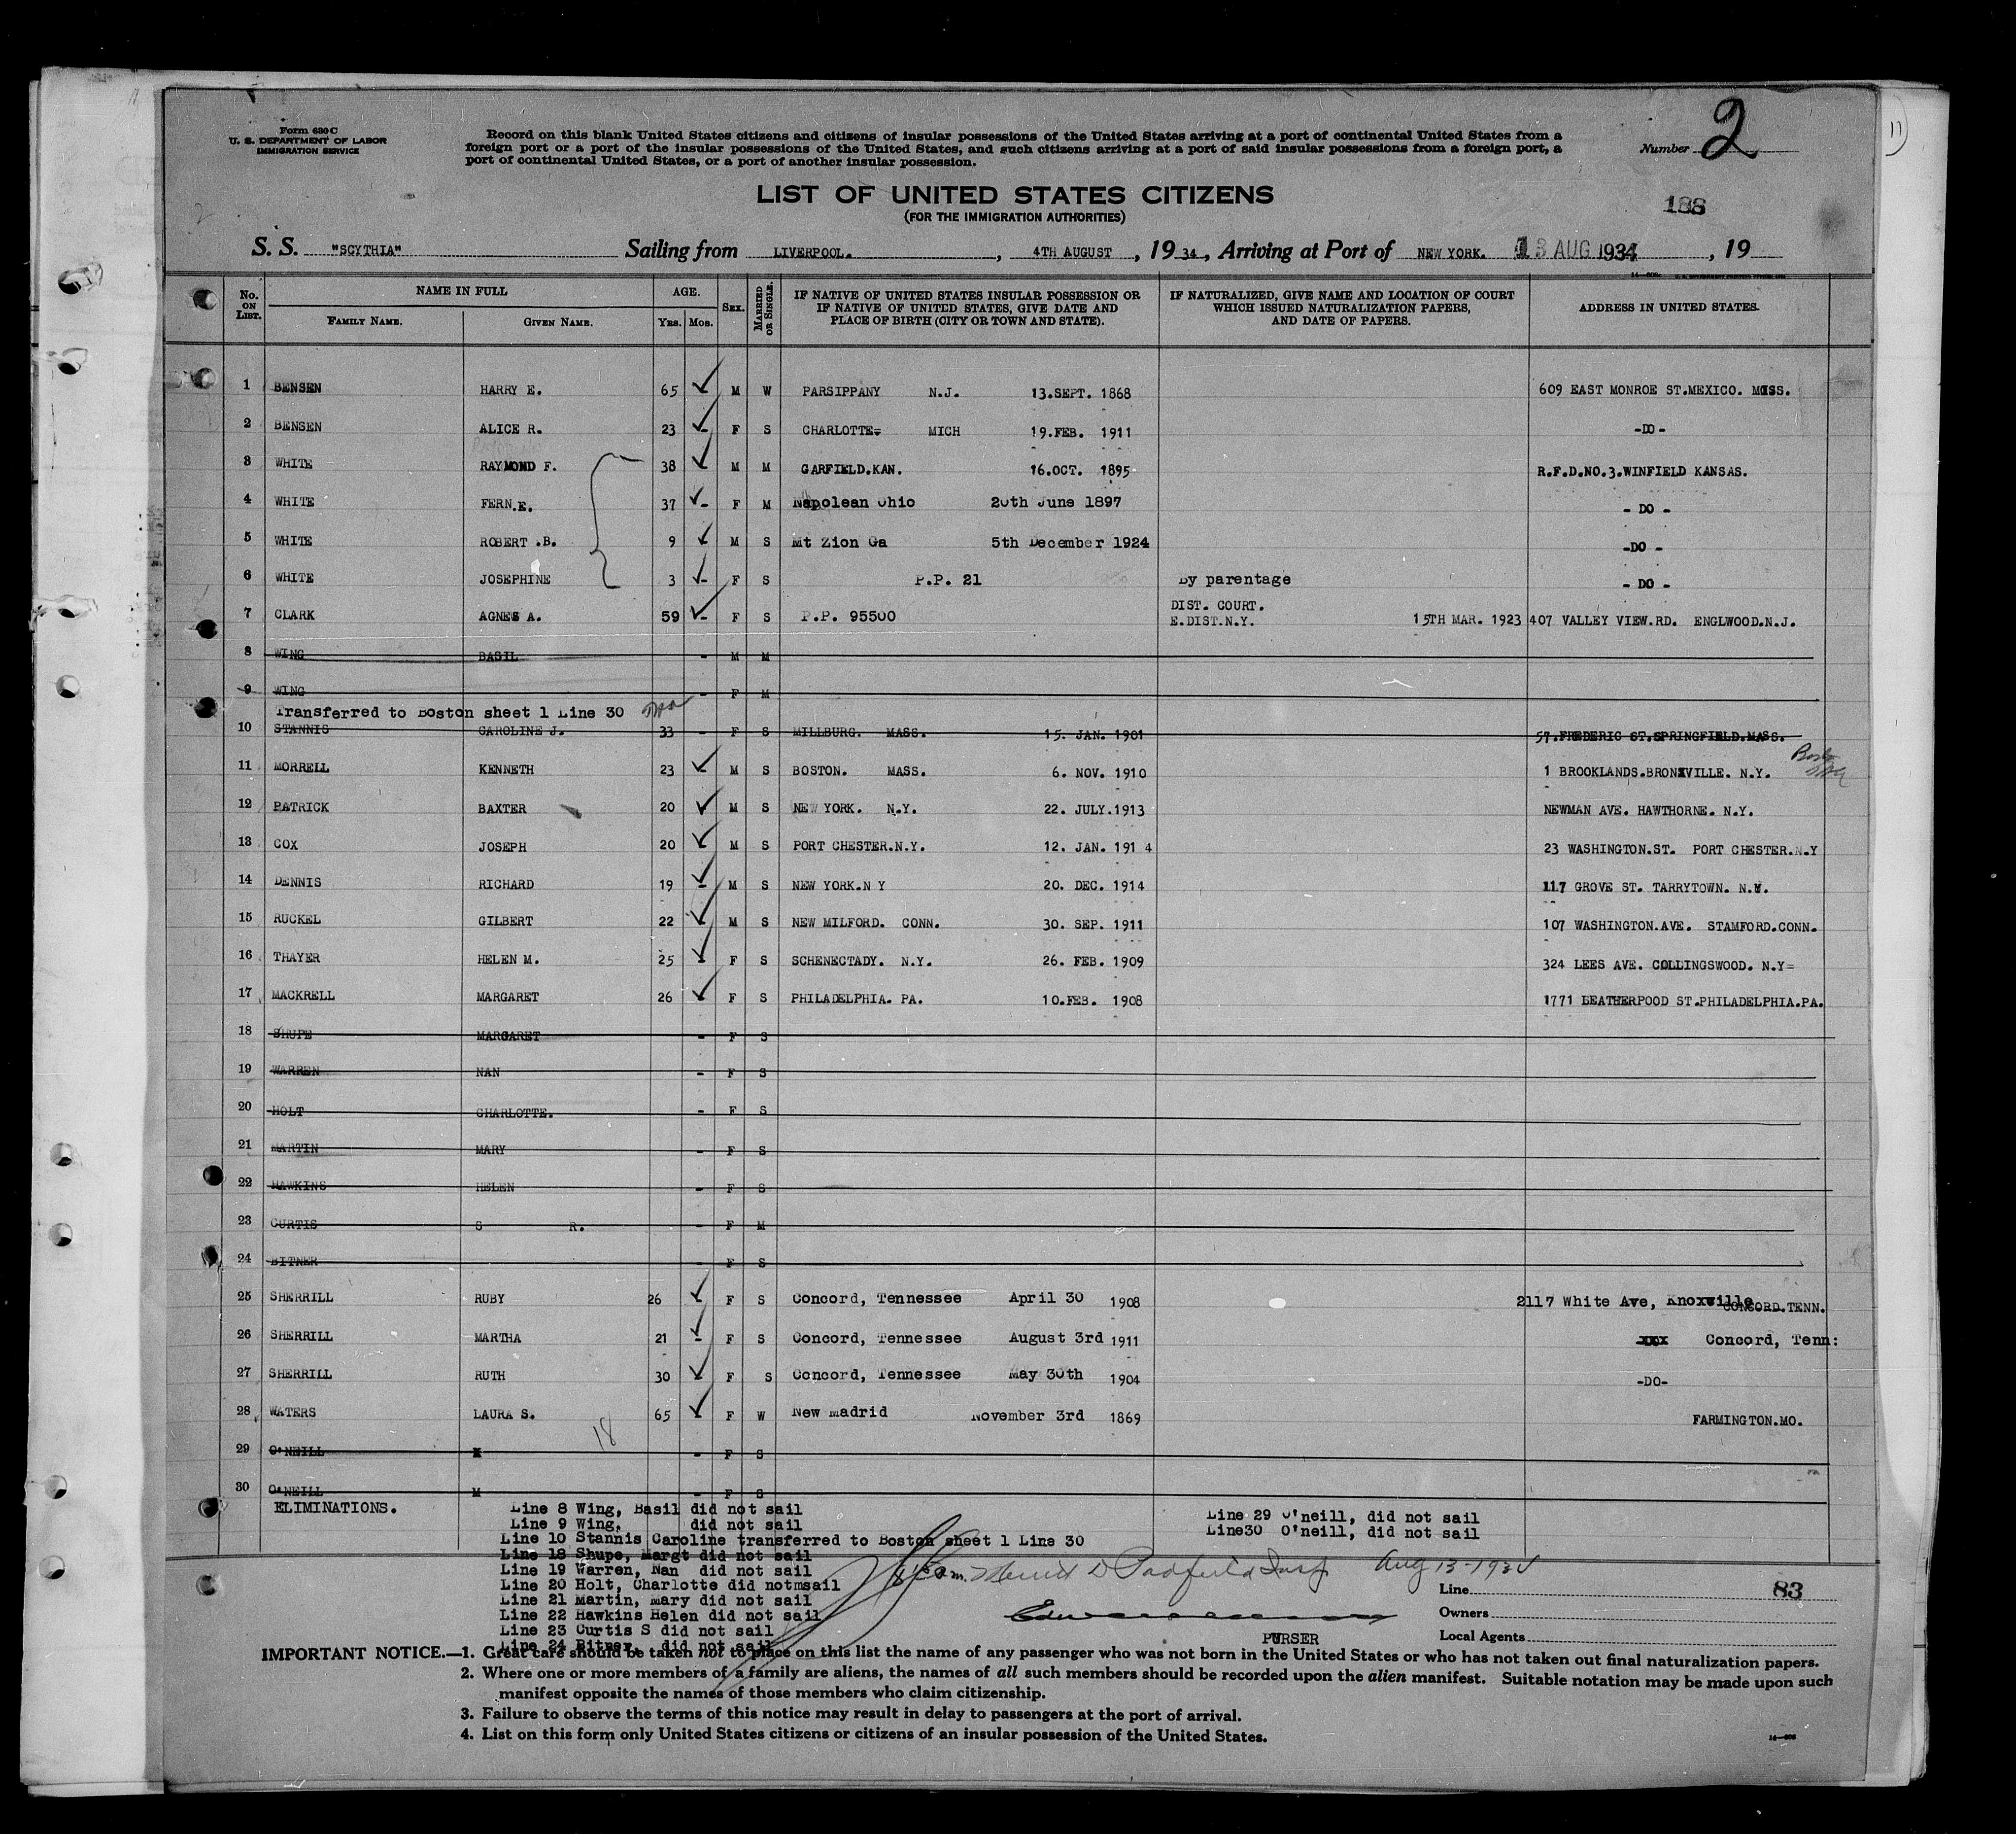 Form 630 C
U. S. DEPARTMENT OF LABOR
IMMIGRATION SERVICE
Record on this blank United States citizens and citizens of insular possessions of the United States arriving at a port of continental United States from a
foreign port or a port of the insular possessions of the United States, and such citizens arriving at a port of said insular possessions from a foreign port, a
port of continental United States, or a port of another insular possession.
Number 2
11
LIST OF UNITED STATES CITIZENS
(FOR THE IMMIGRATION AUTHORITIES)
188
S. S. "SCYTHIA" Sailing from LIVERPOOL. , 4TH AUGUST , 19 34 , Arriving at Port of NEW YORK. 13 AUG 1934 , 19
No. ON LIST. NAME IN FULL FAMILY NAME. GIVEN NAME. AGE. YRS. MOS. SEX. MARRIED OR SINGLE. IF NATIVE OF UNITED STATES INSULAR POSSESSION OR IF NATIVE OF UNITED STATES, GIVE DATE AND PLACE OF BIRTH (CITY OR TOWN AND STATE). IF NATURALIZED, GIVE NAME AND LOCATION OF COURT WHICH ISSUED NATURALIZATION PAPERS, AND DATE OF PAPERS. ADDRESS IN UNITED STATES.
1 BENSEN HARRY E. 65 M W PARSIPPANY N.J. 13.SEPT. 1868 609 EAST MONROE ST.MEXICO.
2 BENSEN ALICE R. 23 - F S CHARLOTTE= MICH 19.FEB. 1911 -DO-
3 WHITE RAYMOND F. 38 M M GARFIELD.KAN. 16.OCT. 1895 R.F.D.NO.3.WINFIELD KANSAS.
4 WHITE FERN.E. 37 - F M Napolean Ohio 20th June 1897 - DO -
5 WHITE ROBERT .B. 9 M S Mt Zion Ga 5th December 1924 -DO -
6 WHITE JOSEPHINE 3 - F S P.P. 21 By parentage - DO -
7 CLARK AGNES A. 59 - F S P.P. 95500 DIST. COURT. E.DIST.N.Y. 15TH MAR. 1923 407 VALLEY VIEW.RD. ENGLWOOD.N.J.
8 WING BASIL - M M
9 WING - F M
Transferred to Boston sheet 1 Line 30
10 STANNIS CAROLINE J. 33 - F S MILLBURG. MASS. 15. JAN. 1901 57.FREDERIC ST.SPRINGFIELD.MASS.
11 MORRELL KENNETH 23 M S BOSTON. MASS. 6. NOV. 1910 1 BROOKLANDS.BRONXVILLE. N.Y.
12 PATRICK BAXTER 20 M S NEW YORK. N.Y. 22. JULY.1913 NEWMAN AVE. HAWTHORNE. N.Y.
13 COX JOSEPH 20 M S PORT CHESTER.N.Y. 12. JAN. 191 4 23 WASHINGTON.ST. PORT CHESTER.N.Y
14 DENNIS RICHARD 19 - M S NEW YORK.N Y 20. DEC. 1914 117 GROVE ST. TARRYTOWN. N.Y.
15 RUCKEL GILBERT 22 M S NEW MILFORD. CONN. 30. SEP. 1911 107 WASHINGTON.AVE. STAMFORD.CONN.
16 THAYER HELEN M. 25 F S SCHENECTADY. N.Y. 26. FEB. 1909 324 LEES AVE. COLLINGSWOOD. N.Y=
17 MACKRELL MARGARET 26 F S PHILADELPHIA. PA. 10.FEB. 1908 1771 LEATHERPOOD ST.PHILADELPHIA.PA.
18 SHUPE MARGARET - F S
19 WARREN NAN - F S
20 HOLT CHARLOTTE. - F S
21 MARTIN MARY - F S
22 HAWKINS HELEN - F S
23 CURTIS S R. - F M
24 BITNER - F S
25 SHERRILL RUBY 26 F S Concord, Tennessee April 30 1908 2117 White Ave, Knoxville CONCORD.TENN.
26 SHERRILL MARTHA 21 - F S Concord, Tennessee August 3rd 1911 xxx Concord, Tenn:
27 SHERRILL RUTH 30 F S Concord, Tennessee May 30th 1904 -DO-
28 WATERS LAURA S. 65 F W New Madrid November 3rd 1869 FARMINGTON.MO.
18
29 O'NEILL - F S
30 O'NEILL M - F S
ELIMINATIONS.
Line 8 Wing, Basil did not sail
Line 9 Wing, did not sail
Line 10 Stannis Caroline transferred to Boston sheet 1 Line 30
Line 18 Shupe, Margt did not sail
Line 19 Warren, Nan did not sail
Line 20 Holt, Charlotte did notmsail
Line 21 Martin, Mary did not sail
Line 22 Hawkins Helen did not sail
Line 23 Curtis S did not sail
Line 24 Bitner, did not sail
Line 29 O'neill, did not sail
Line30 O'neill, did not sail
Aug 13-1934
PURSER
Line 83
Owners
Local Agents
IMPORTANT NOTICE.—1. Great care should be taken not to place on this list the name of any passenger who was not born in the United States or who has not taken out final naturalization papers.
2. Where one or more members of a family are aliens, the names of all such members should be recorded upon the alien manifest. Suitable notation may be made upon such
manifest opposite the names of those members who claim citizenship.
3. Failure to observe the terms of this notice may result in delay to passengers at the port of arrival.
4. List on this form only United States citizens or citizens of an insular possession of the United States.